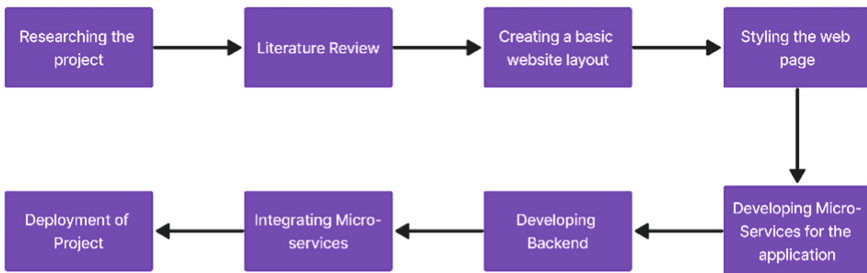 Researching the
project
Literature Review
Creating a basic
website layout
Styling the web
page
Developing Micro-
Services for the
application
Developing
Backend
Integrating Micro-
services
Deployment of
Project